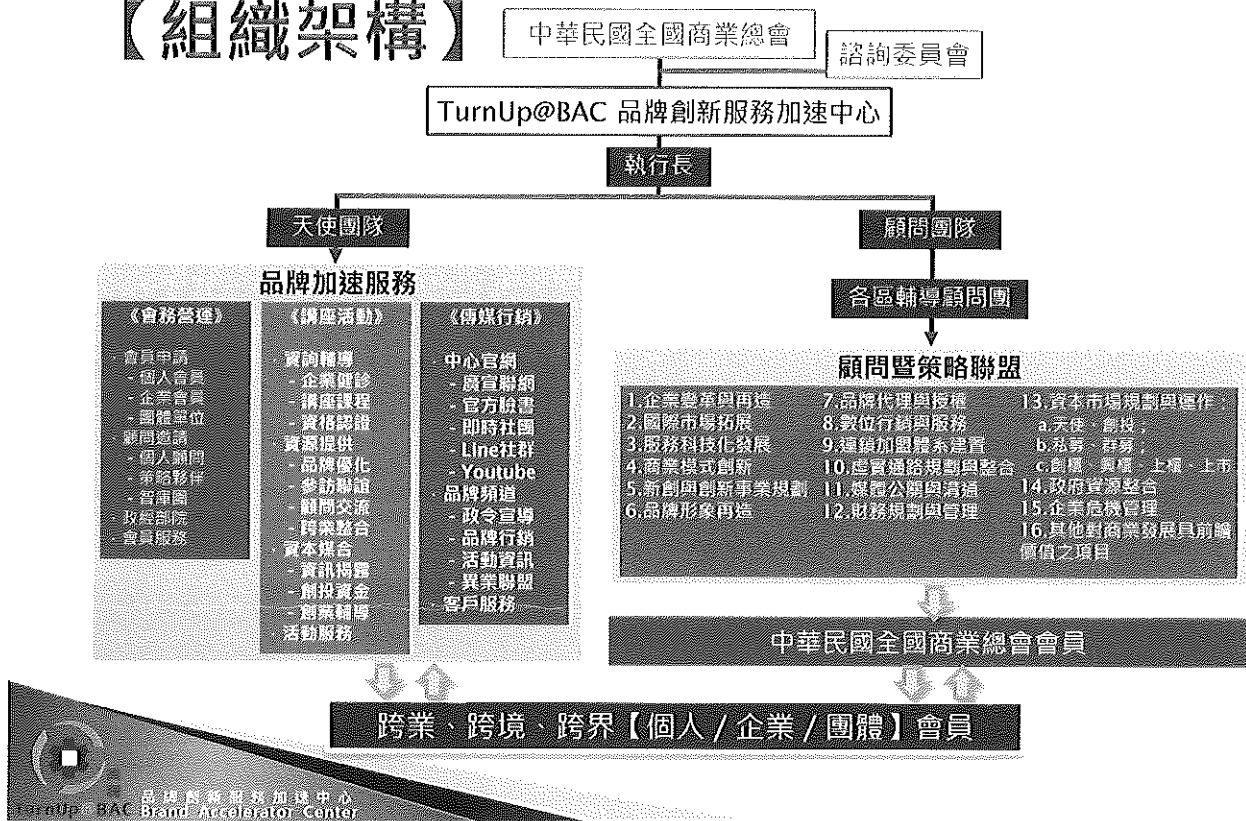 【組織架構】
中華民國全國商業總會
諮詢委員會
TurnUp@BAC 品牌創新服務加速中心
執行長
天使團隊
顧問團隊
品牌加速服務
《會務營運》
· 會員申請
- 個人會員
- 企業會員
- 團體單位
· 顧問邀請
- 個人顧問
- 策略夥伴
- 智庫團
· 政經部院
· 會員服務
《講座活動》
· 資詢輔導
- 企業健診
- 講座課程
- 資格認證
· 資源提供
- 品牌優化
- 參訪聯誼
- 顧問交流
- 跨業整合
· 資本媒合
- 資訊揭露
- 創投資金
- 創業輔導
· 活動服務
《傳媒行銷》
· 中心官網
- 廣宣聯網
- 官方臉書
- 即時社團
- Line社群
- Youtube
· 品牌頻道
- 政令宣導
- 品牌行銷
- 活動資訊
- 異業聯盟
· 客戶服務
各區輔導顧問團
顧問暨策略聯盟
1.企業變革與再造
2.國際市場拓展
3.服務科技化發展
4.商業模式創新
5.新創與創新事業規劃
6.品牌形象再造
7.品牌代理與授權
8.數位行銷與服務
9.連鎖加盟體系建置
10.虛實通路規劃與整合
11.媒體公關與溝通
12.財務規劃與管理
13.資本市場規劃與運作：
a.天使、創投；
b.私募、群募；
c.創櫃、興櫃、上櫃、上市
14.政府資源整合
15.企業危機管理
16.其他對商業發展具前瞻
價值之項目
中華民國全國商業總會會員
跨業、跨境、跨界【個人 / 企業 / 團體】會員
品牌創新服務加速中心
TurnUp BAC Brand Accelerator Center